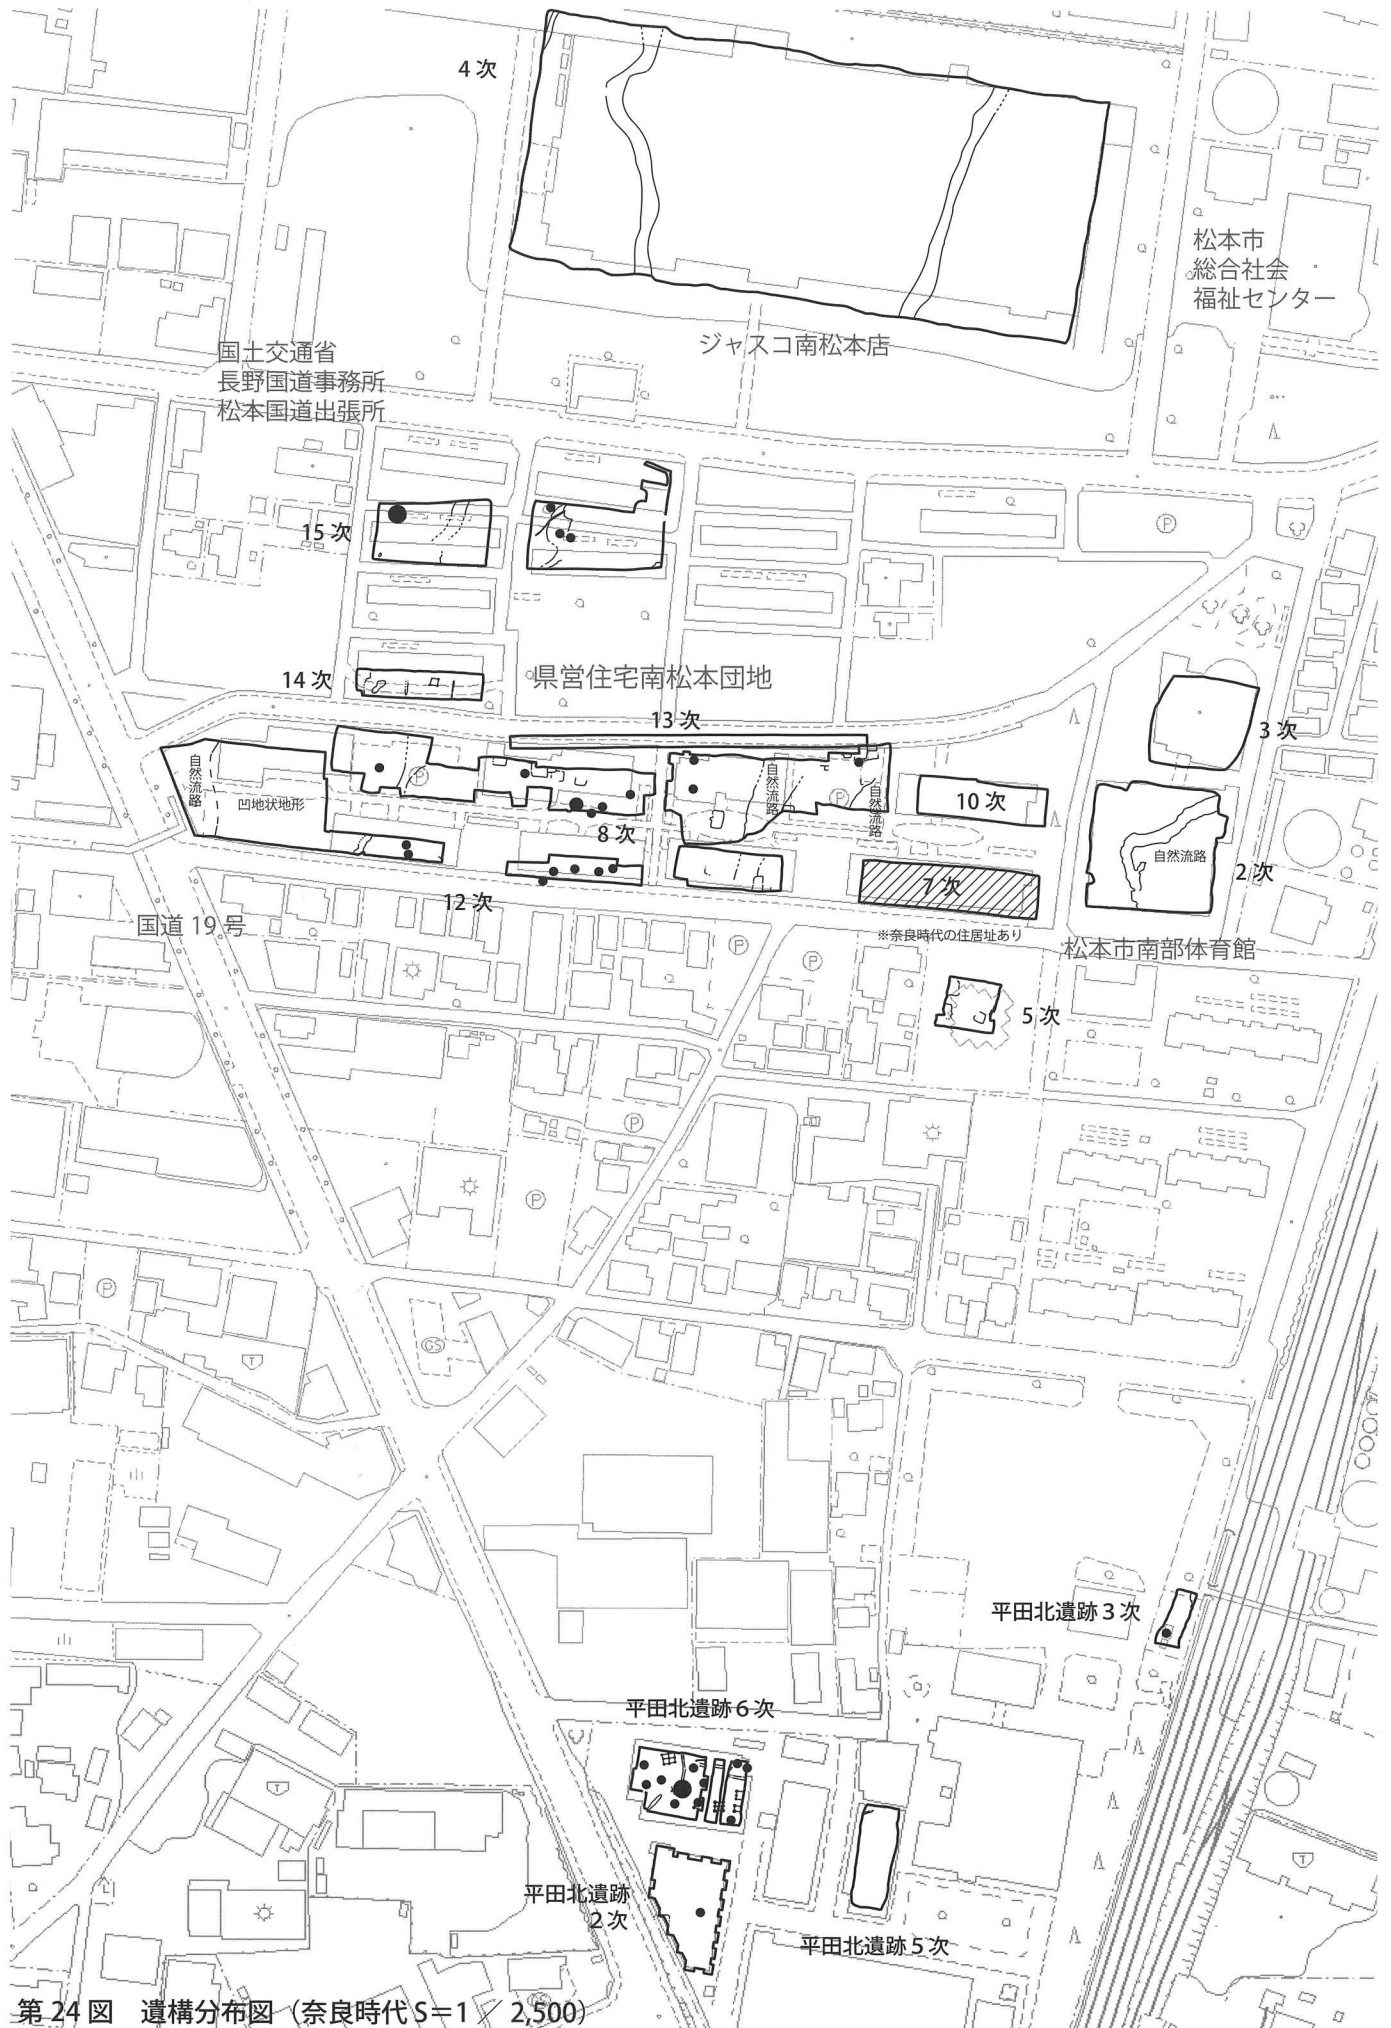 4次
松本市
総合社会
福祉センター
ジャスコ南松本店
国土交通省
長野国道事務所
松本国道出張所
15次
P
14次
県営住宅南松本団地
13次
3次
自然流路
凹地状地形
P
自然流路
P
自然流路
10次
8次
自然流路
2次
7次
12次
国道19号
※奈良時代の住居址あり
松本市南部体育館
P
P
5次
P
P
P
GS
T
平田北遺跡3次
平田北遺跡6次
T
T
平田北遺跡
2次
平田北遺跡5次
GS
第24図 遺構分布図（奈良時代S＝1／2,500）